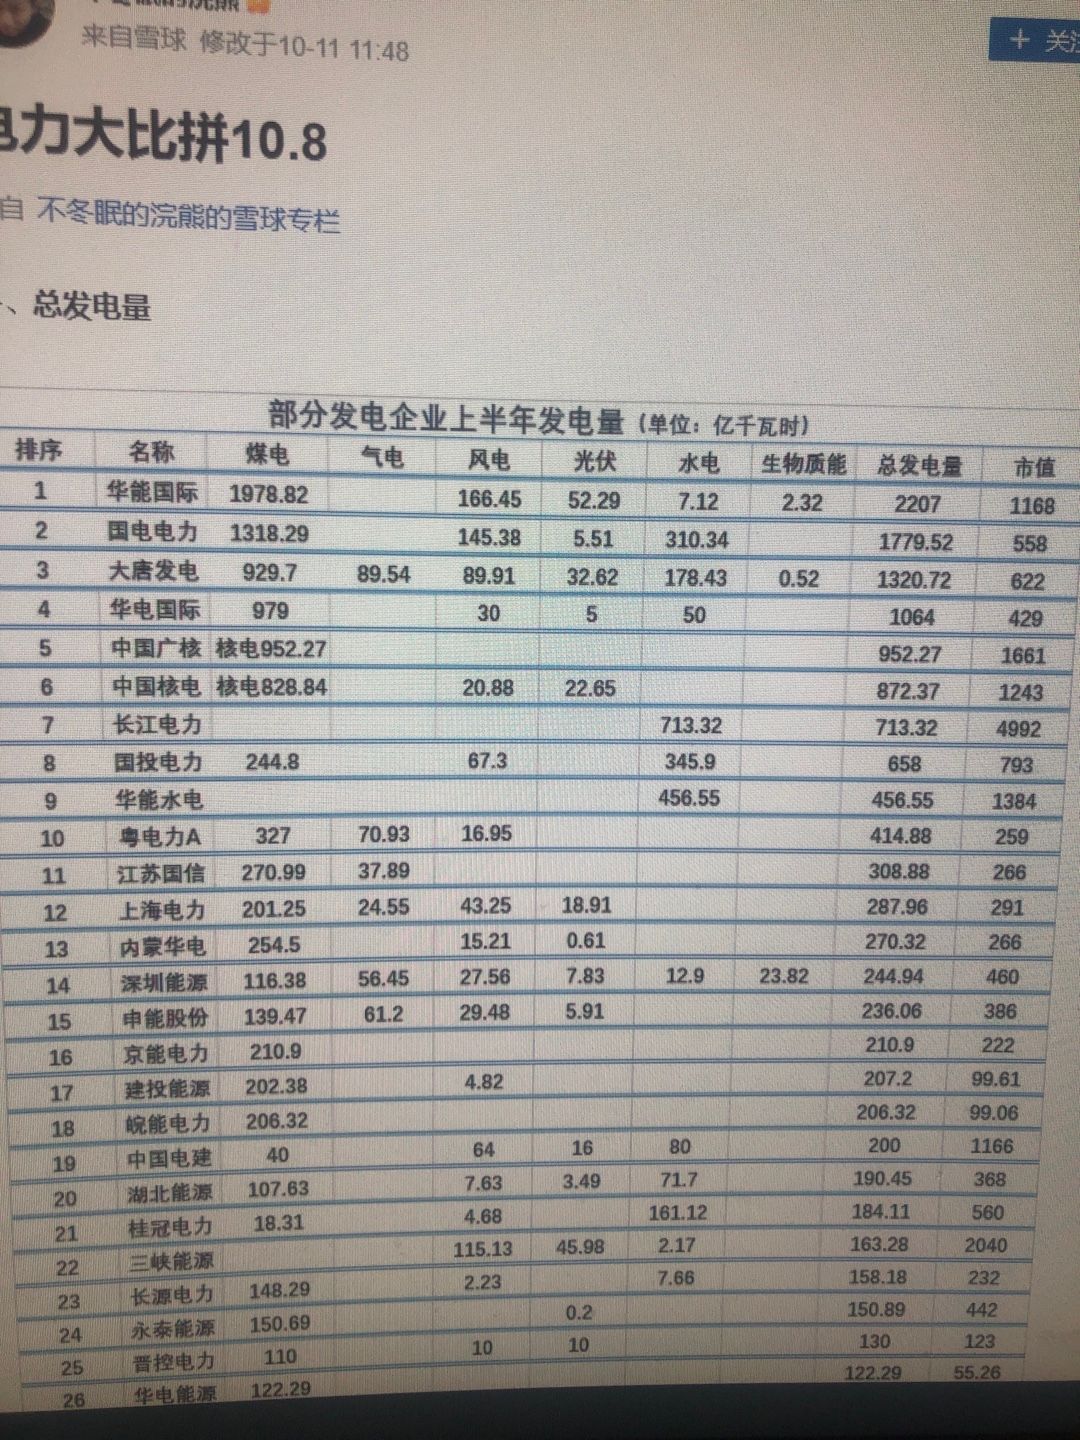 来自雪球 修改于10-11 11:48
+ 关注
电力大比拼10.8
自 不冬眠的浣熊的雪球专栏
、总发电量
部分发电企业上半年发电量（单位：亿千瓦时）
排序 名称 煤电 气电 风电 光伏 水电 生物质能 总发电量 市值
1 华能国际 1978.82 166.45 52.29 7.12 2.32 2207 1168
2 国电电力 1318.29 145.38 5.51 310.34 1779.52 558
3 大唐发电 929.7 89.54 89.91 32.62 178.43 0.52 1320.72 622
4 华电国际 979 30 5 50 1064 429
5 中国广核 核电952.27 952.27 1661
6 中国核电 核电828.84 20.88 22.65 872.37 1243
7 长江电力 713.32 713.32 4992
8 国投电力 244.8 67.3 345.9 658 793
9 华能水电 456.55 456.55 1384
10 粤电力A 327 70.93 16.95 414.88 259
11 江苏国信 270.99 37.89 308.88 266
12 上海电力 201.25 24.55 43.25 18.91 287.96 291
13 内蒙华电 254.5 15.21 0.61 270.32 266
14 深圳能源 116.38 56.45 27.56 7.83 12.9 23.82 244.94 460
15 申能股份 139.47 61.2 29.48 5.91 236.06 386
16 京能电力 210.9 210.9 222
17 建投能源 202.38 4.82 207.2 99.61
18 皖能电力 206.32 206.32 99.06
19 中国电建 40 64 16 80 200 1166
20 湖北能源 107.63 7.63 3.49 71.7 190.45 368
21 桂冠电力 18.31 4.68 161.12 184.11 560
22 三峡能源 115.13 45.98 2.17 163.28 2040
23 长源电力 148.29 2.23 7.66 158.18 232
24 永泰能源 150.69 0.2 150.89 442
25 晋控电力 110 10 10 130 123
26 华电能源 122.29 122.29 55.26